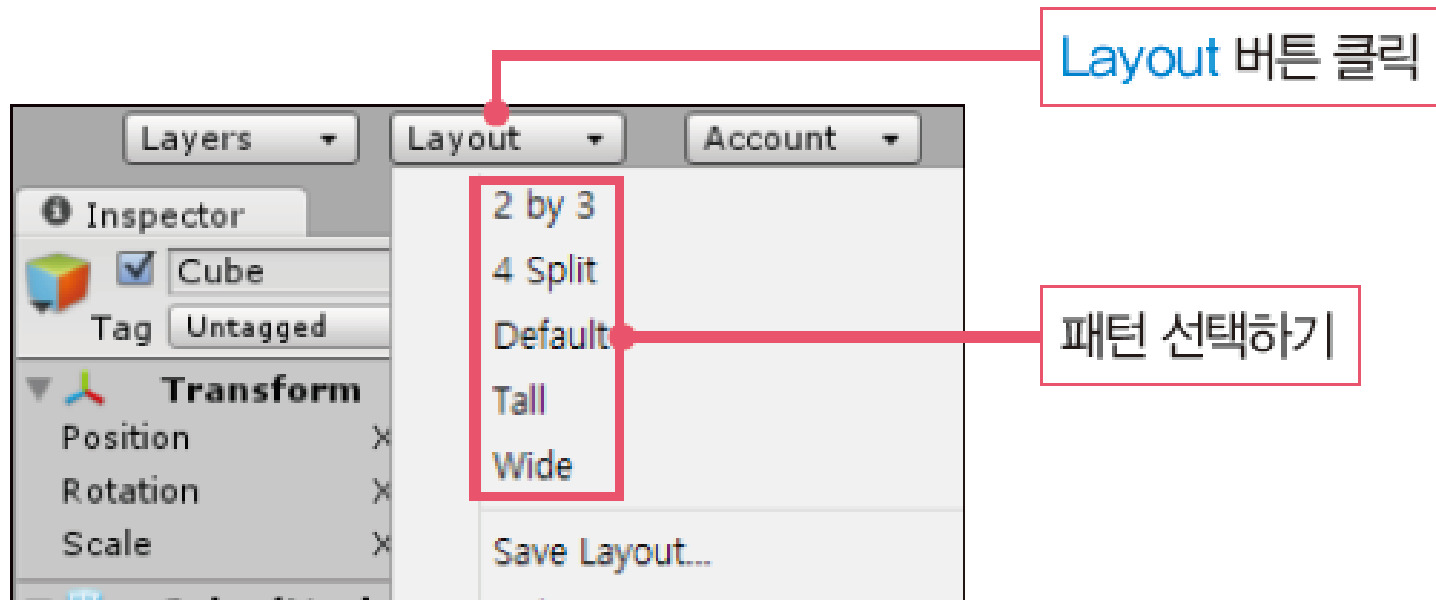 Layout 버튼 클릭
Layers Layout Account
2 by 3
Inspector
4 Split
Cube
Tag Untagged
Default
패턴 선택하기
Transform
Tall
Position X
Wide
Rotation X
Scale X
Save Layout...